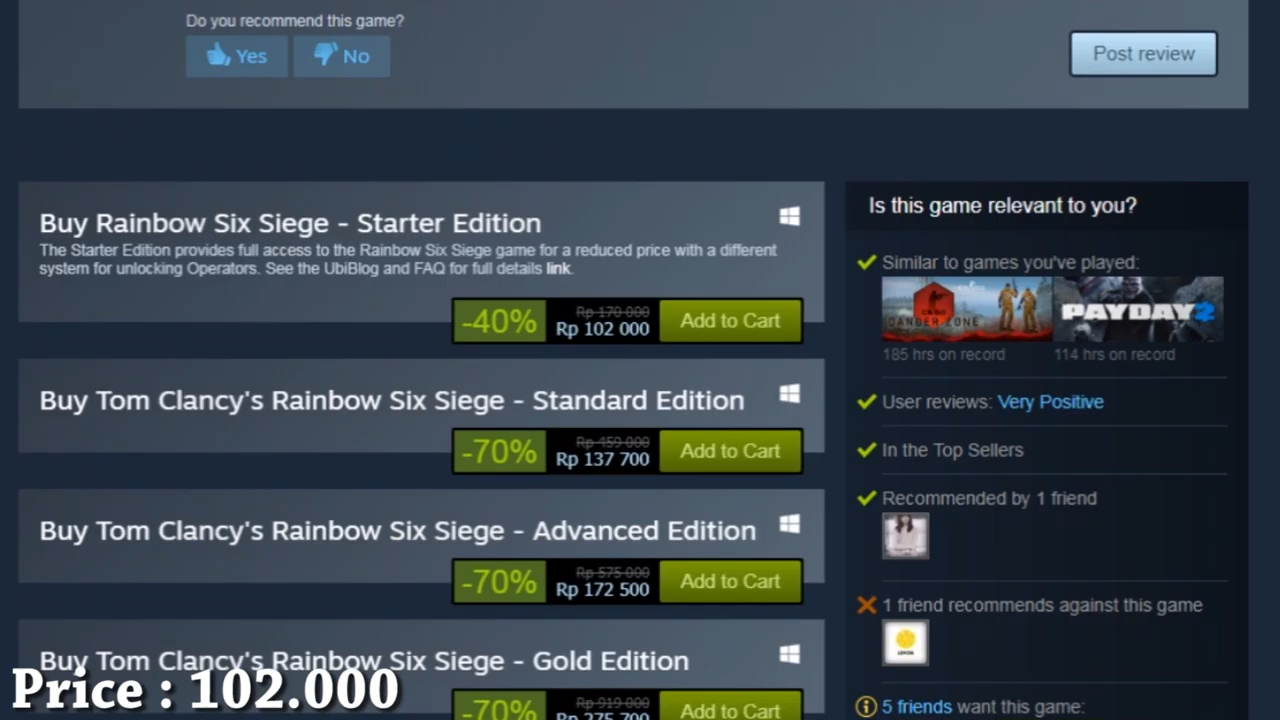 Do you recommend this game?
Yes No
Post review
Buy Rainbow Six Siege - Starter Edition
The Starter Edition provides full access to the Rainbow Six Siege game for a reduced price with a different
system for unlocking Operators. See the UbiBlog and FAQ for full details link.
-40% Rp 170 000 Rp 102 000 Add to Cart
Buy Tom Clancy's Rainbow Six Siege - Standard Edition
-70% Rp 459 000 Rp 137 700 Add to Cart
Buy Tom Clancy's Rainbow Six Siege - Advanced Edition
-70% Rp 575 000 Rp 172 500 Add to Cart
Buy Tom Clancy's Rainbow Six Siege - Gold Edition
-70% Rp 919 000 Rp 275 700 Add to Cart
Price : 102.000
Is this game relevant to you?
Similar to games you've played:
CS:GO
DANGER ZONE
PAYDAY 2
185 hrs on record 114 hrs on record
User reviews: Very Positive
In the Top Sellers
Recommended by 1 friend
1 friend recommends against this game
5 friends want this game: